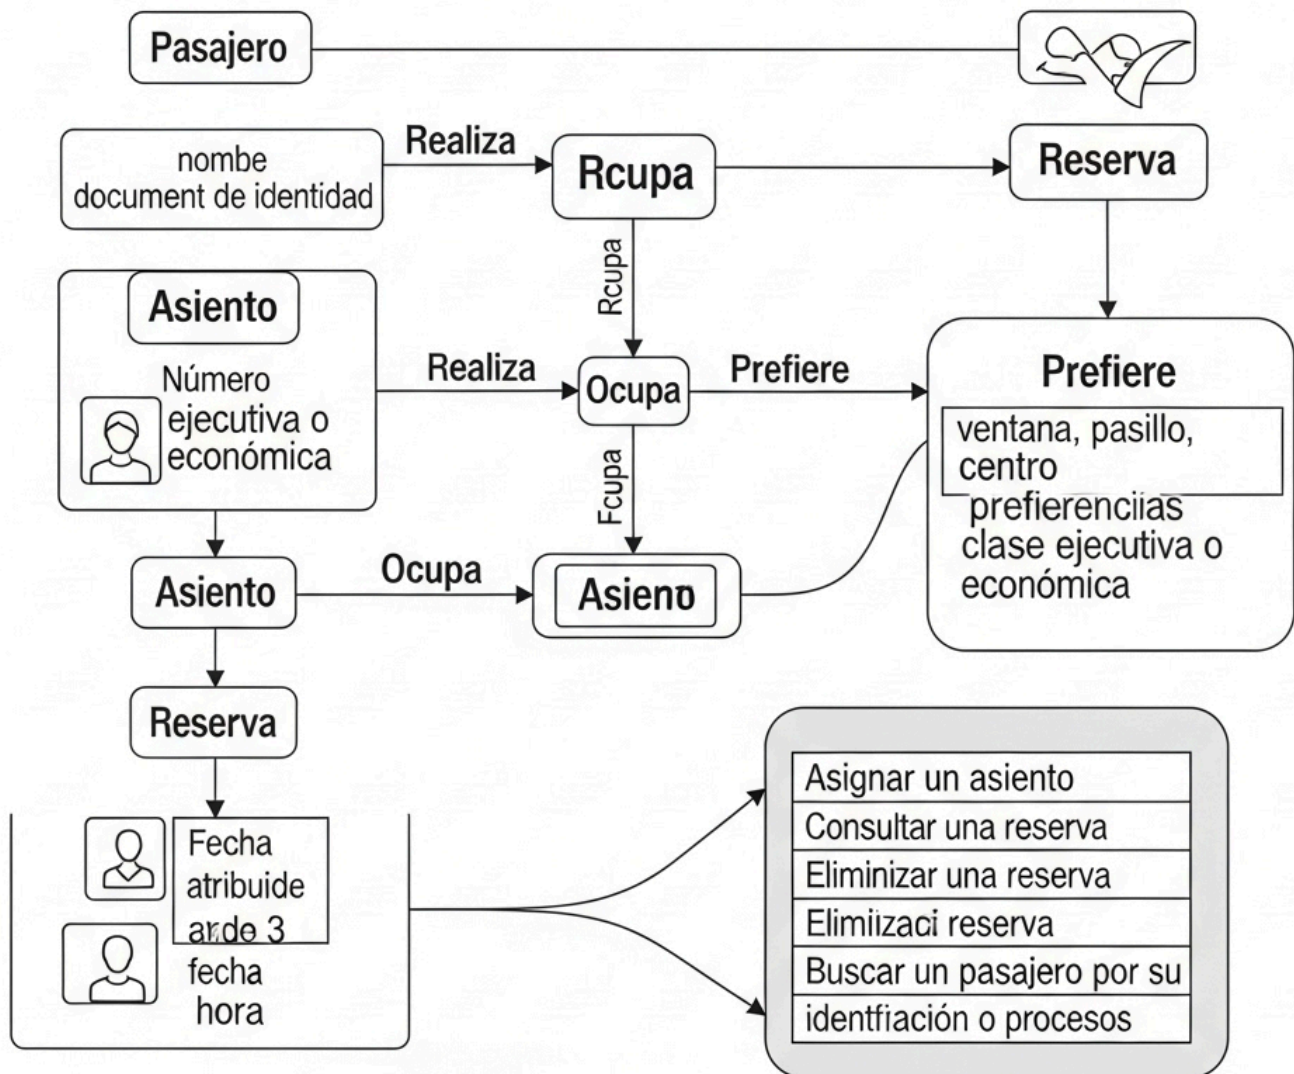 Pasajero
nombe
document de identidad
Realiza
Rcupa
Reserva
Rcupa
Asiento
Número
ejecutiva o
económica
Realiza
Ocupa
Prefiere
Prefiere
ventana, pasillo,
centro
prefierenciias
clase ejecutiva o
económica
Fcupa
Asiento
Ocupa
Asieno
Reserva
Fecha
atribuide
ar.de 3
fecha
hora
Asignar un asiento
Consultar una reserva
Eliminizar una reserva
Elimiizaci reserva
Buscar un pasajero por su
identfiación o procesos